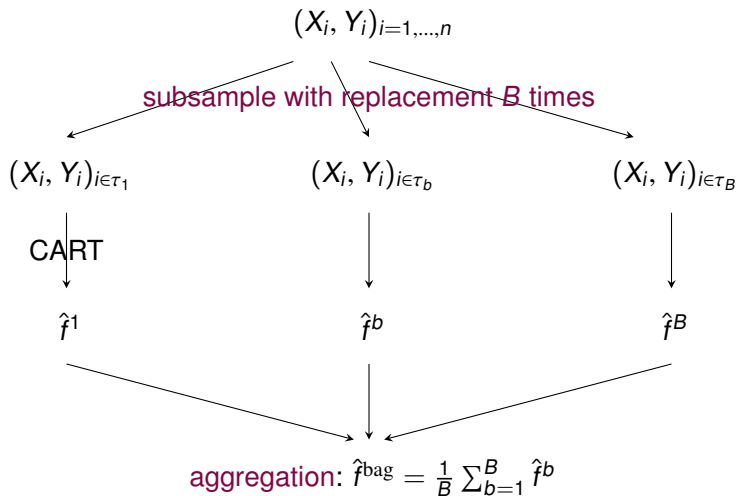 (X_i, Y_i)_{i=1,...,n}
subsample with replacement B times
(X_i, Y_i)_{i∈τ_1} (X_i, Y_i)_{i∈τ_b} (X_i, Y_i)_{i∈τ_B}
CART
f̂^1 f̂^b f̂^B
aggregation: f̂^{bag} = \frac{1}{B} ∑_{b=1}^{B} f̂^b